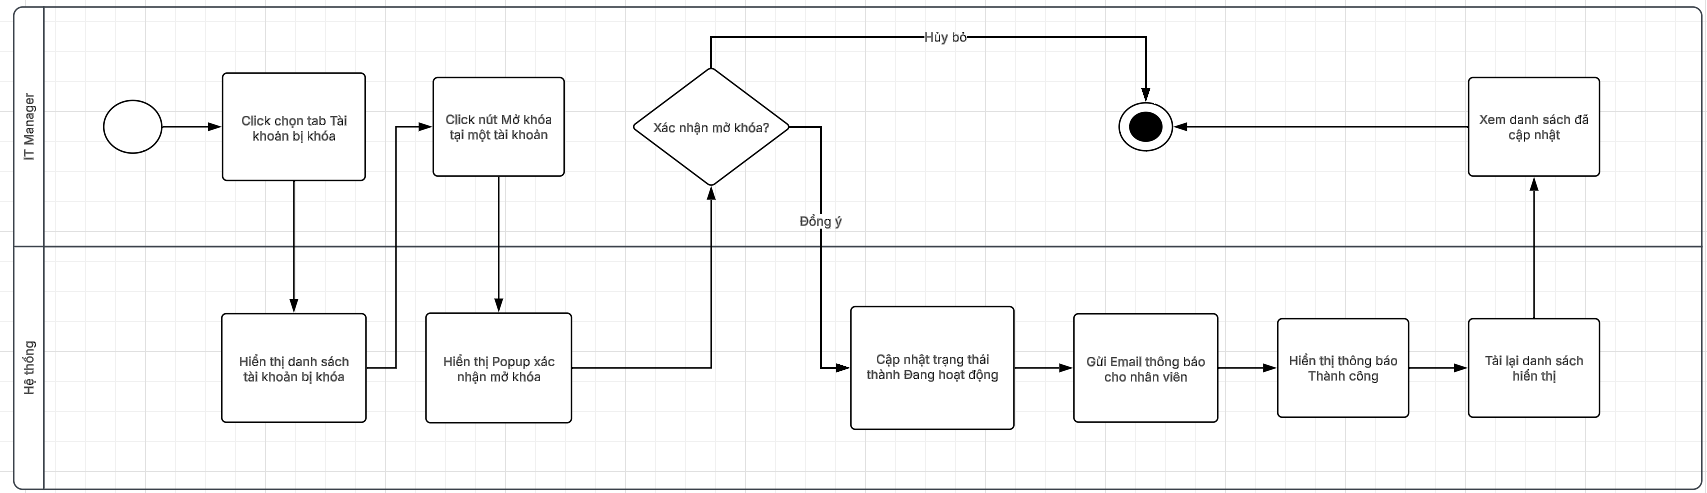 IT Manager
Click chọn tab Tài
khoản bị khóa
Click nút Mở khóa
tại một tài khoản
Xác nhận mở khóa?
Hủy bỏ
Đồng ý
Xem danh sách đã
cập nhật
Hệ thống
Hiển thị danh sách
tài khoản bị khóa
Hiển thị Popup xác
nhận mở khóa
Cập nhật trạng thái
thành Đang hoạt động
Gửi Email thông báo
cho nhân viên
Hiển thị thông báo
Thành công
Tải lại danh sách
hiển thị